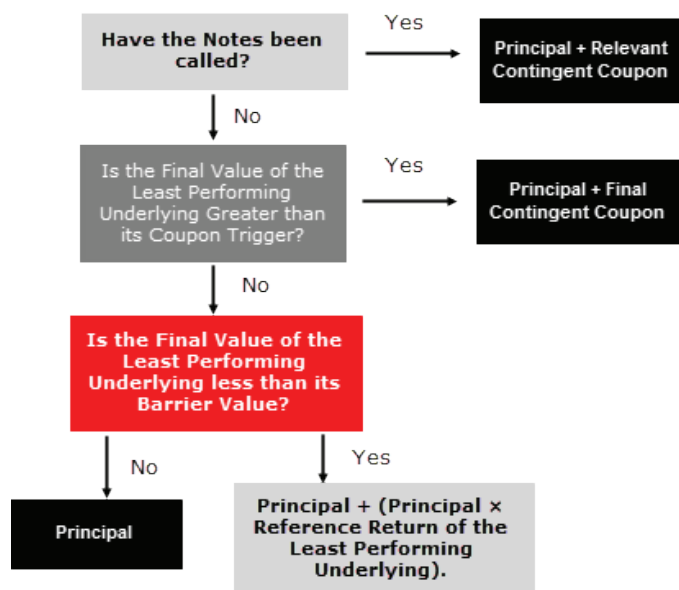 Have the Notes been
called?
Yes
Principal + Relevant
Contingent Coupon
No
Is the Final Value of the
Least Performing
Underlying Greater than
its Coupon Trigger?
Yes
Principal + Final
Contingent Coupon
No
Is the Final Value of the
Least Performing
Underlying less than its
Barrier Value?
No
Yes
Principal
Principal + (Principal ×
Reference Return of the
Least Performing
Underlying).